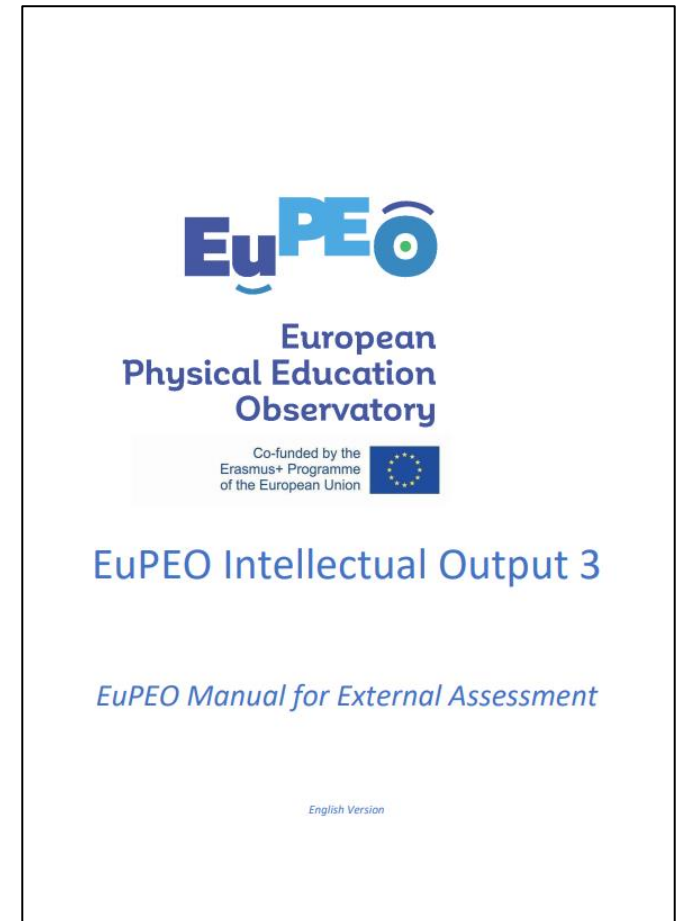 EuPEO
European
Physical Education
Observatory
Co-funded by the
Erasmus+ Programme
of the European Union
EuPEO Intellectual Output 3
EuPEO Manual for External Assessment
English Version